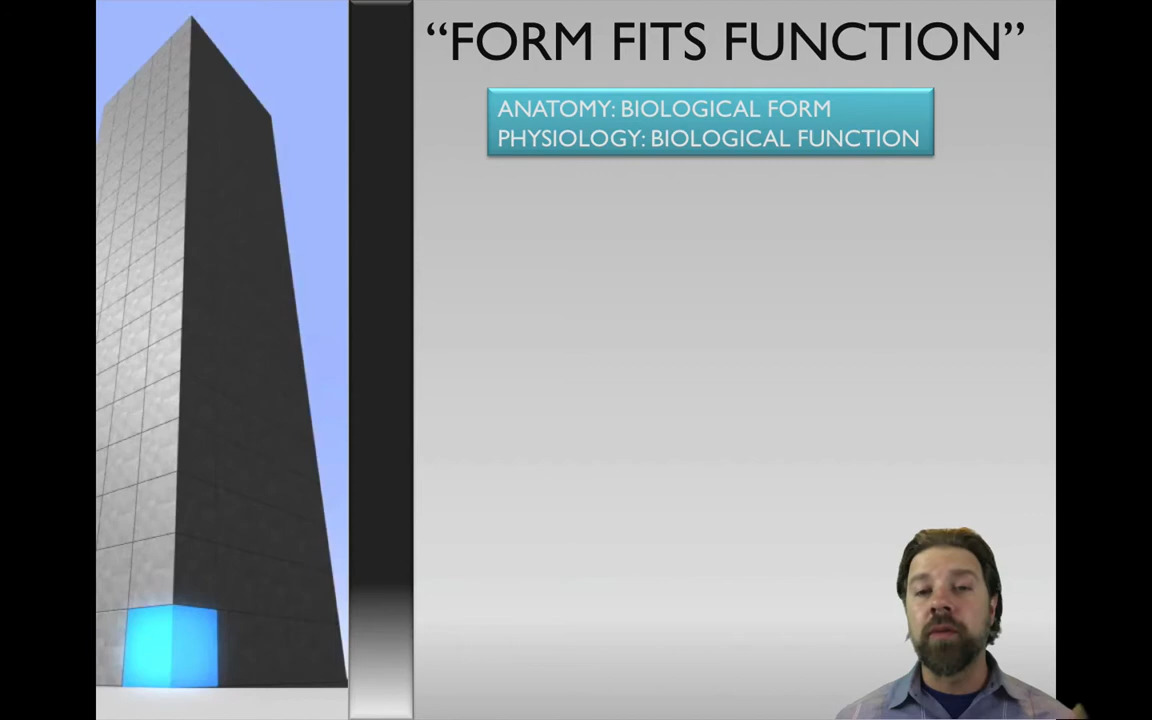 “FORM FITS FUNCTION”
ANATOMY: BIOLOGICAL FORM
PHYSIOLOGY: BIOLOGICAL FUNCTION